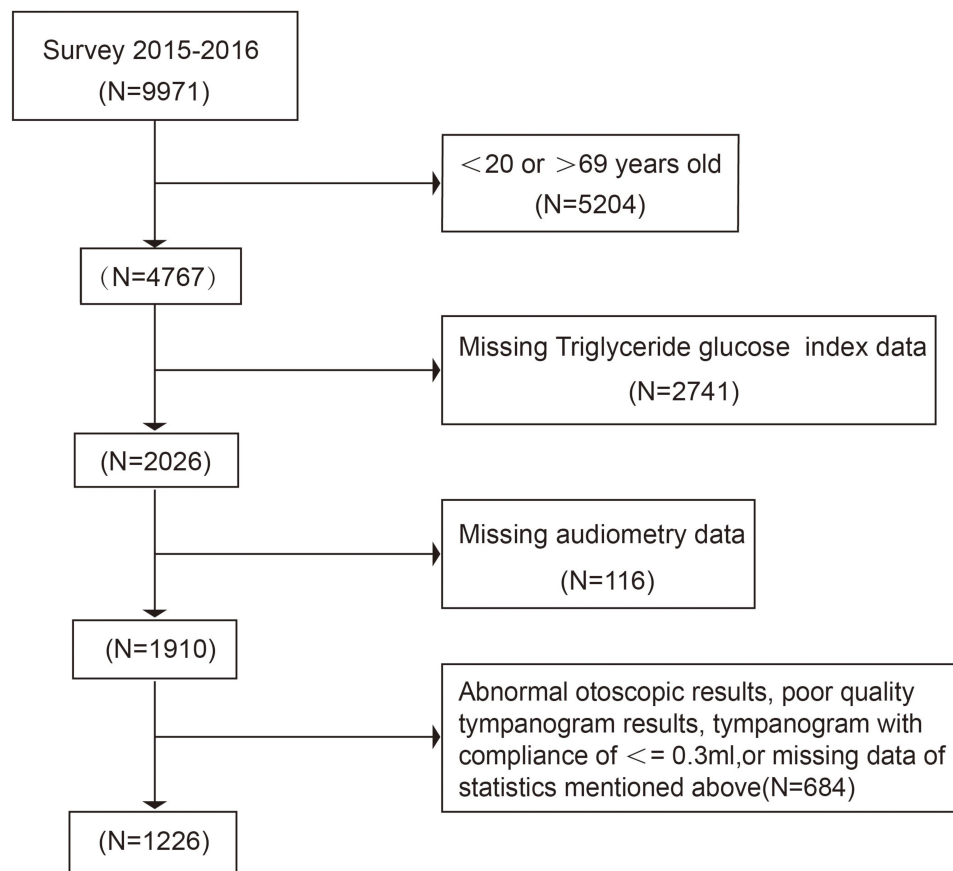 Survey 2015-2016
(N=9971)
＜20 or ＞69 years old
(N=5204)
（N=4767）
Missing Triglyceride glucose  index data
(N=2741)
(N=2026)
Missing audiometry data
(N=116)
(N=1910)
Abnormal otoscopic results, poor quality
tympanogram results, tympanogram with
compliance of ＜= 0.3ml,or missing data of
statistics mentioned above(N=684)
(N=1226)